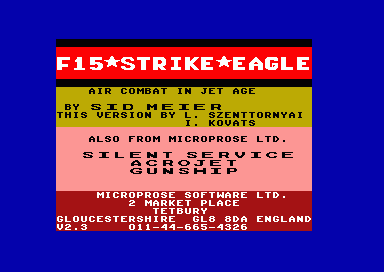 F15★STRIKE★EAGLE
AIR COMBAT IN JET AGE
BY SID MEIER
THIS VERSION BY L. SZENTTORNYAI
I. KOVATS
ALSO FROM MICROPROSE LTD.
SILENT SERVICE
ACROJET
GUNSHIP
MICROPROSE SOFTWARE LTD.
2 MARKET PLACE
TETBURY
GLOUCESTERSHIRE GL8 8DA ENGLAND
V2.3 011-44-665-4326